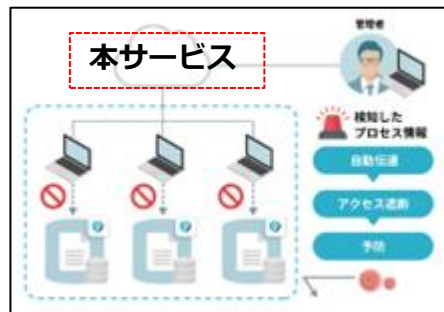 本サービス
管理者
検知した
プロセス情報
自動伝達
アクセス遮断
予防